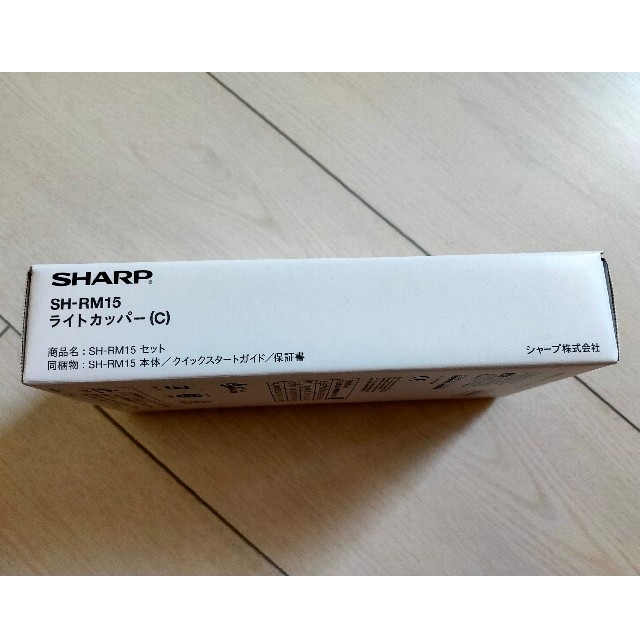 SHARP
SH-RM15
ライトカッパー(C)
商品名：SH-RM15 セット
同梱物：SH-RM15 本体／クイックスタートガイド／保証書
シャープ株式会社